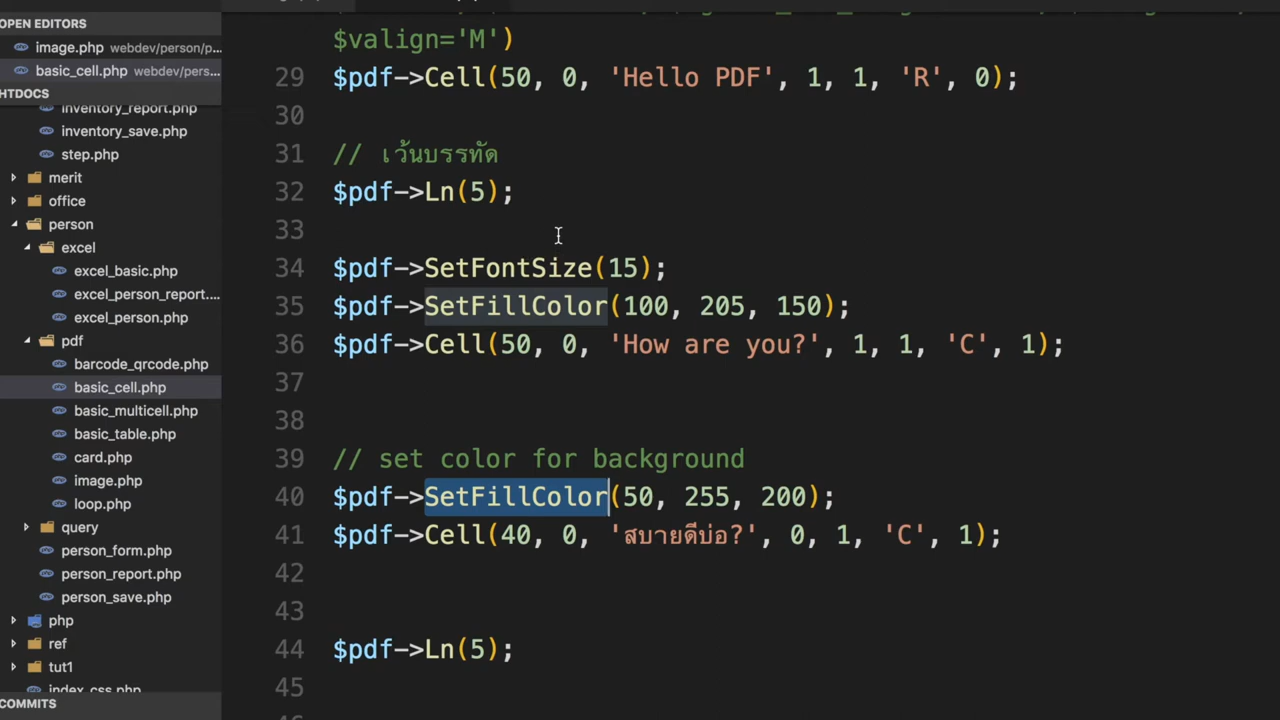 OPEN EDITORS
image.php webdev/person/p...
basic_cell.php webdev/pers...
HTDOCS
inventory_report.php
inventory_save.php
step.php
merit
office
person
excel
excel_basic.php
excel_person_report....
excel_person.php
pdf
barcode_qrcode.php
basic_cell.php
basic_multicell.php
basic_table.php
card.php
image.php
loop.php
query
person_form.php
person_report.php
person_save.php
php
ref
tut1
index_css.php
COMMITS
$valign='M')
29 $pdf->Cell(50, 0, 'Hello PDF', 1, 1, 'R', 0);
30
31 // เว้นบรรทัด
32 $pdf->Ln(5);
33
34 $pdf->SetFontSize(15);
35 $pdf->SetFillColor(100, 205, 150);
36 $pdf->Cell(50, 0, 'How are you?', 1, 1, 'C', 1);
37
38
39 // set color for background
40 $pdf->SetFillColor(50, 255, 200);
41 $pdf->Cell(40, 0, 'สบายดีบ่อ?', 0, 1, 'C', 1);
42
43
44 $pdf->Ln(5);
45